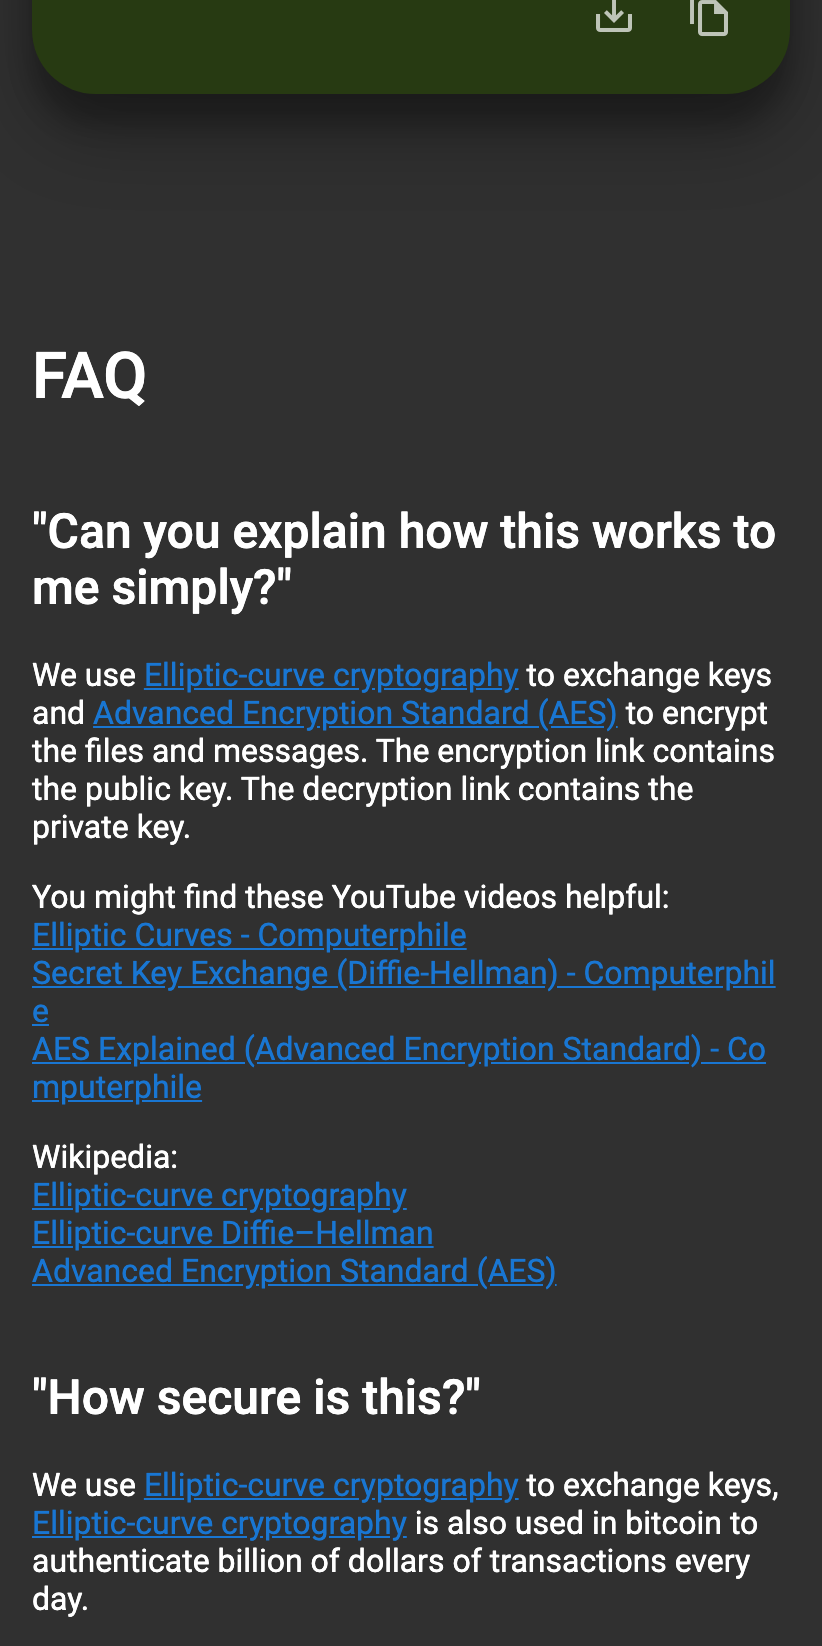 FAQ
"Can you explain how this works to
me simply?"
We use Elliptic-curve cryptography to exchange keys
and Advanced Encryption Standard (AES) to encrypt
the files and messages. The encryption link contains
the public key. The decryption link contains the
private key.
You might find these YouTube videos helpful:
Elliptic Curves - Computerphile
Secret Key Exchange (Diffie-Hellman) - Computerphil
e
AES Explained (Advanced Encryption Standard) - Co
mputerphile
Wikipedia:
Elliptic-curve cryptography
Elliptic-curve Diffie–Hellman
Advanced Encryption Standard (AES)
"How secure is this?"
We use Elliptic-curve cryptography to exchange keys,
Elliptic-curve cryptography is also used in bitcoin to
authenticate billion of dollars of transactions every
day.